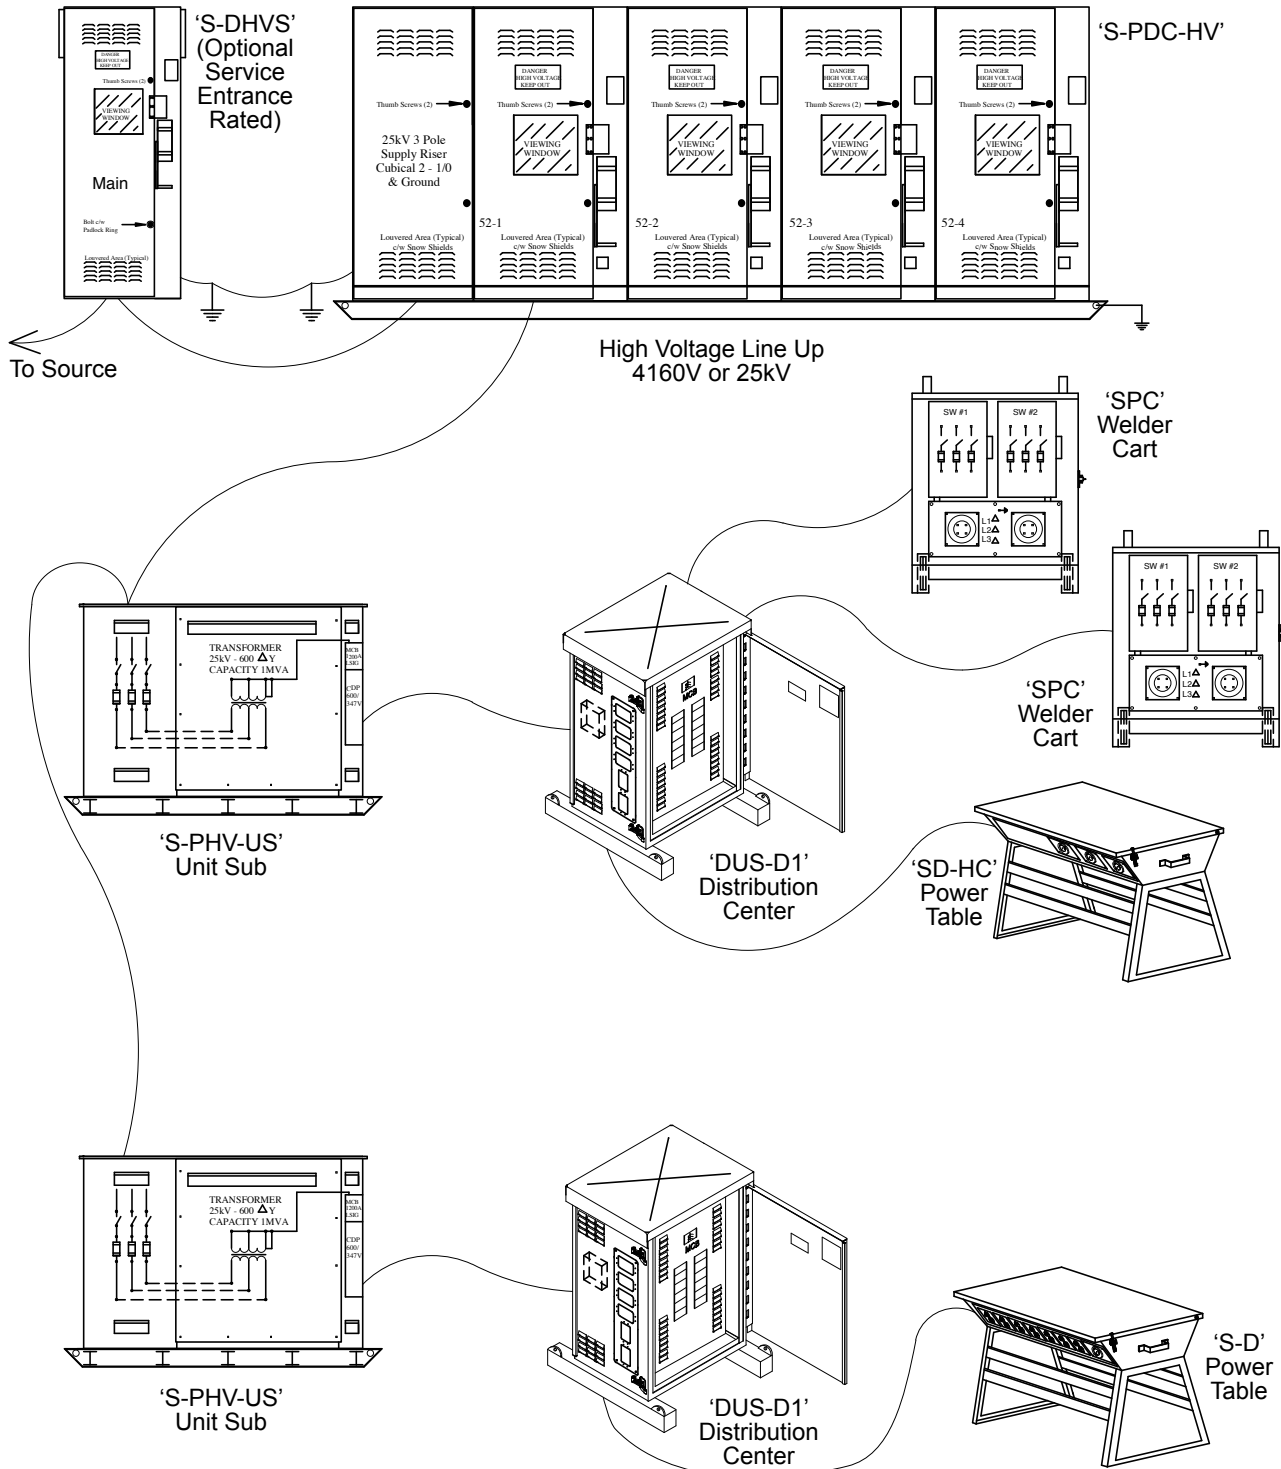 ‘S-DHVS’
(Optional
Service
Entrance
Rated)
DANGER
HIGH VOLTAGE
KEEP OUT
Thumb Screws (2)
VIEWING
WINDOW
Main
Bolt c/w
Padlock Ring
Louvered Area (Typical)
To Source
‘S-PDC-HV’
Thumb Screws (2)
25kV 3 Pole
Supply Riser
Cubical 2 - 1/0
& Ground
Louvered Area (Typical)
c/w Snow Shields
DANGER
HIGH VOLTAGE
KEEP OUT
Thumb Screws (2)
VIEWING
WINDOW
52-1
Louvered Area (Typical)
c/w Snow Shields
DANGER
HIGH VOLTAGE
KEEP OUT
Thumb Screws (2)
VIEWING
WINDOW
52-2
Louvered Area (Typical)
c/w Snow Shields
DANGER
HIGH VOLTAGE
KEEP OUT
Thumb Screws (2)
VIEWING
WINDOW
52-3
Louvered Area (Typical)
c/w Snow Shields
DANGER
HIGH VOLTAGE
KEEP OUT
Thumb Screws (2)
VIEWING
WINDOW
52-4
Louvered Area (Typical)
c/w Snow Shields
High Voltage Line Up
4160V or 25kV
SW #1
SW #2
L1
L2
L3
‘SPC’
Welder
Cart
SW #1
SW #2
L1
L2
L3
‘SPC’
Welder
Cart
TRANSFORMER
25kV - 600 Δ Y
CAPACITY 1MVA
MCB
1200A
LSIG
CDP
600/
347V
‘S-PHV-US’
Unit Sub
MCB
‘DUS-D1’
Distribution
Center
‘SD-HC’
Power
Table
TRANSFORMER
25kV - 600 Δ Y
CAPACITY 1MVA
MCB
1200A
LSIG
CDP
600/
347V
‘S-PHV-US’
Unit Sub
MCB
‘DUS-D1’
Distribution
Center
‘S-D’
Power
Table